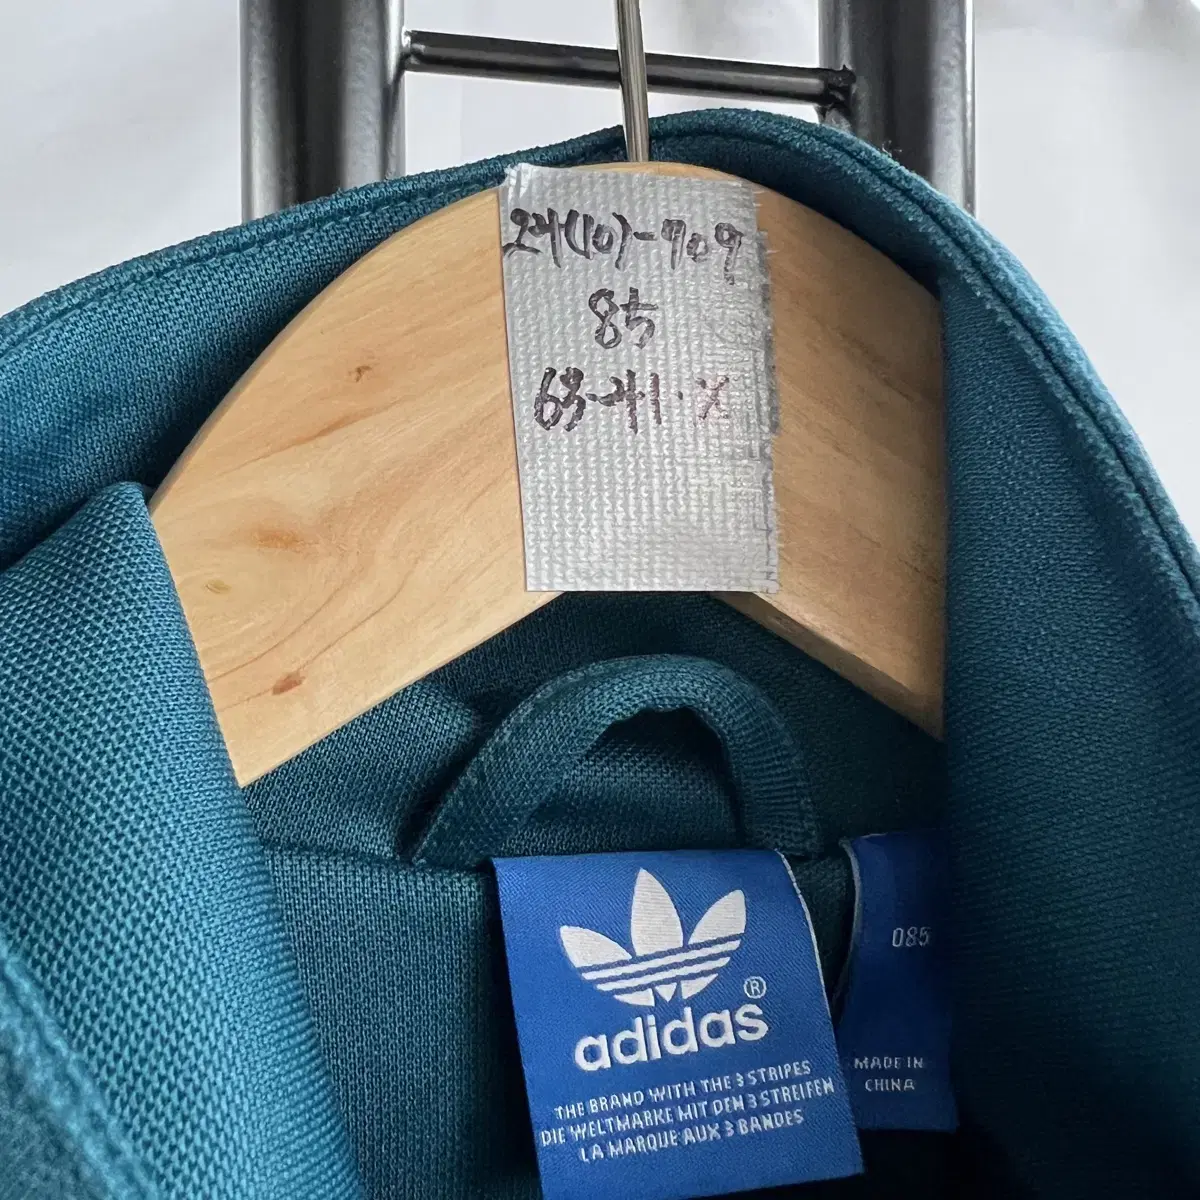 24(10)-909
85
63-41·X
adidas®
THE BRAND WITH THE 3 STRIPES
DIE WELTMARKE MIT DEN 3 STREIFEN
LA MARQUE AUX 3 BANDES
085
MADE IN
CHINA